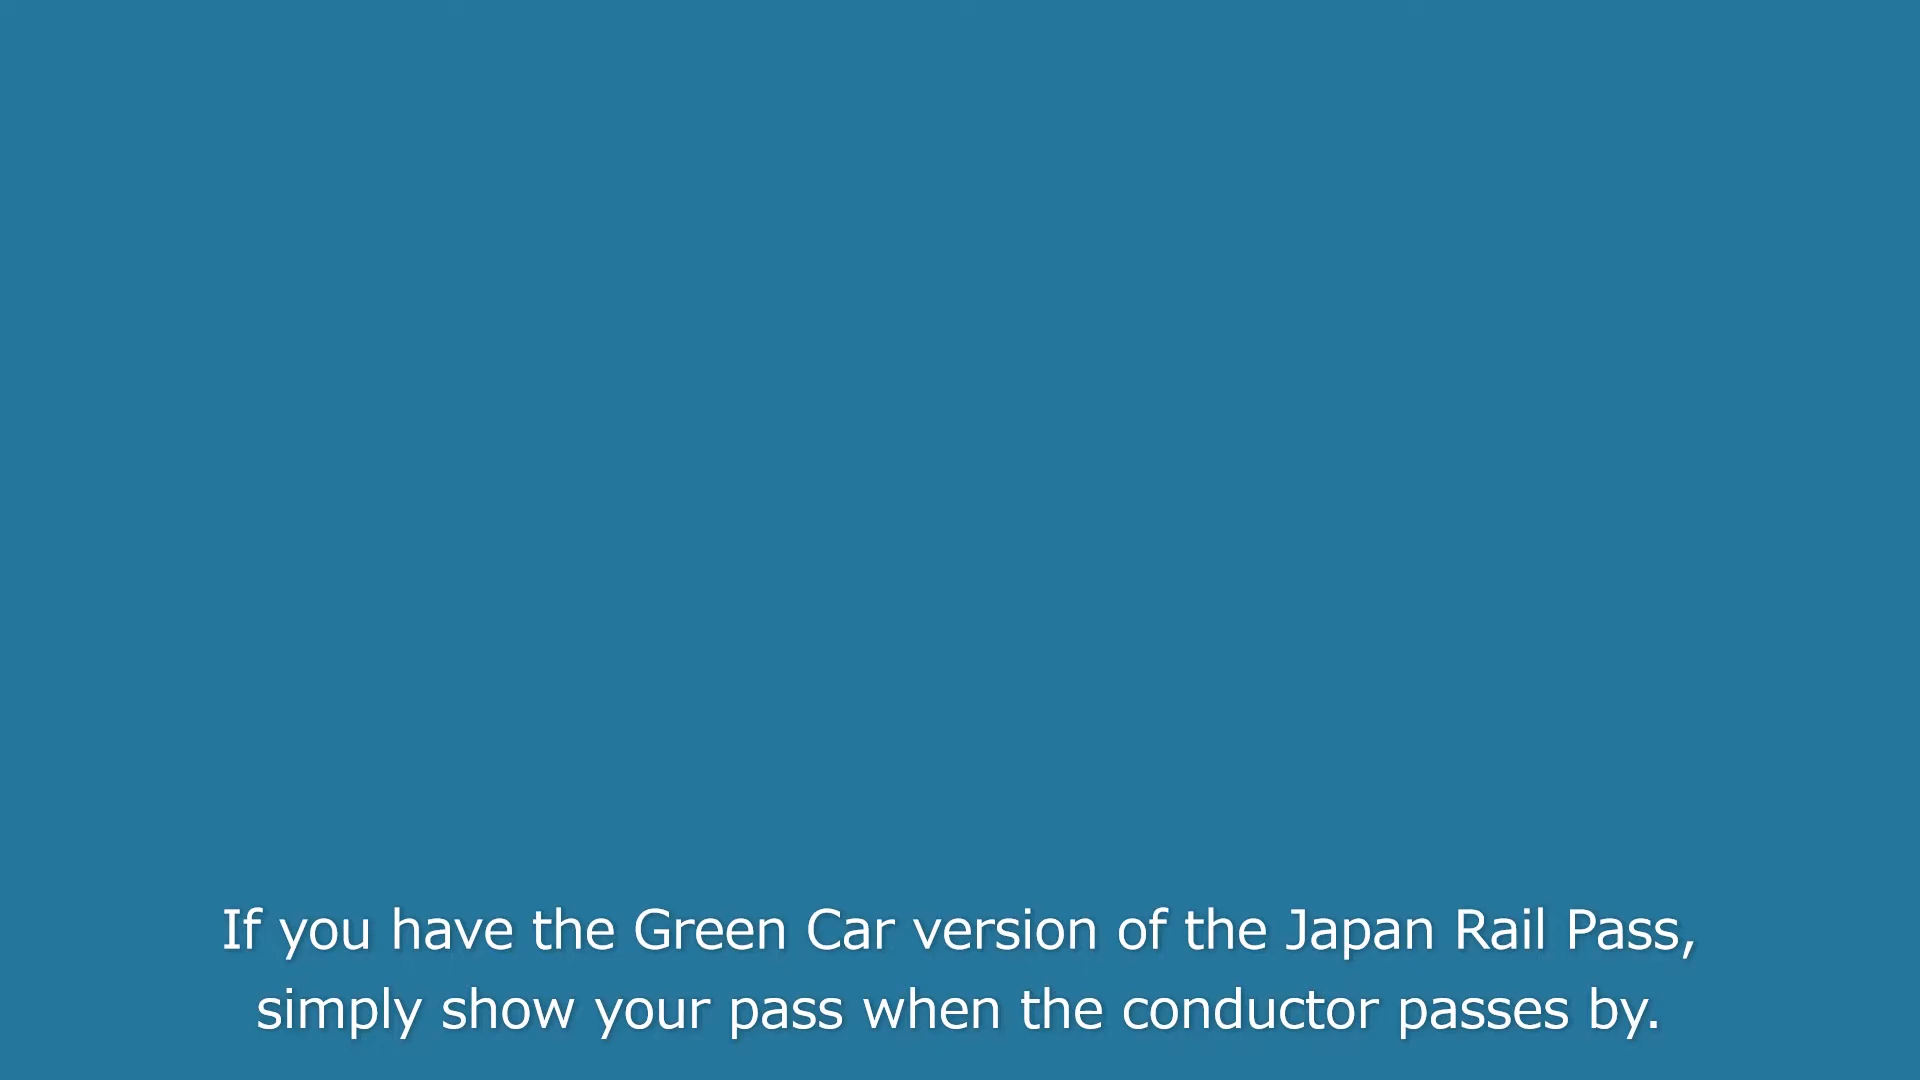 If you have the Green Car version of the Japan Rail Pass,
simply show your pass when the conductor passes by.